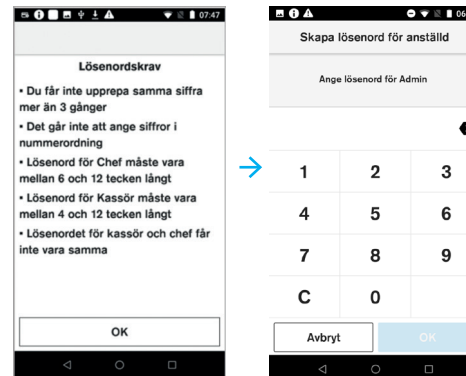 07:47
Lösenordskrav
• Du får inte upprepa samma siffra
mer än 3 gånger
• Det går inte att ange siffror i
nummerordning
• Lösenord för Chef måste vara
mellan 6 och 12 tecken långt
• Lösenord för Kassör måste vara
mellan 4 och 12 tecken långt
• Lösenordet för kassör och chef får
inte vara samma
OK
06
Skapa lösenord för anställd
Ange lösenord för Admin
1 2 3
4 5 6
7 8 9
C 0
Avbryt OK